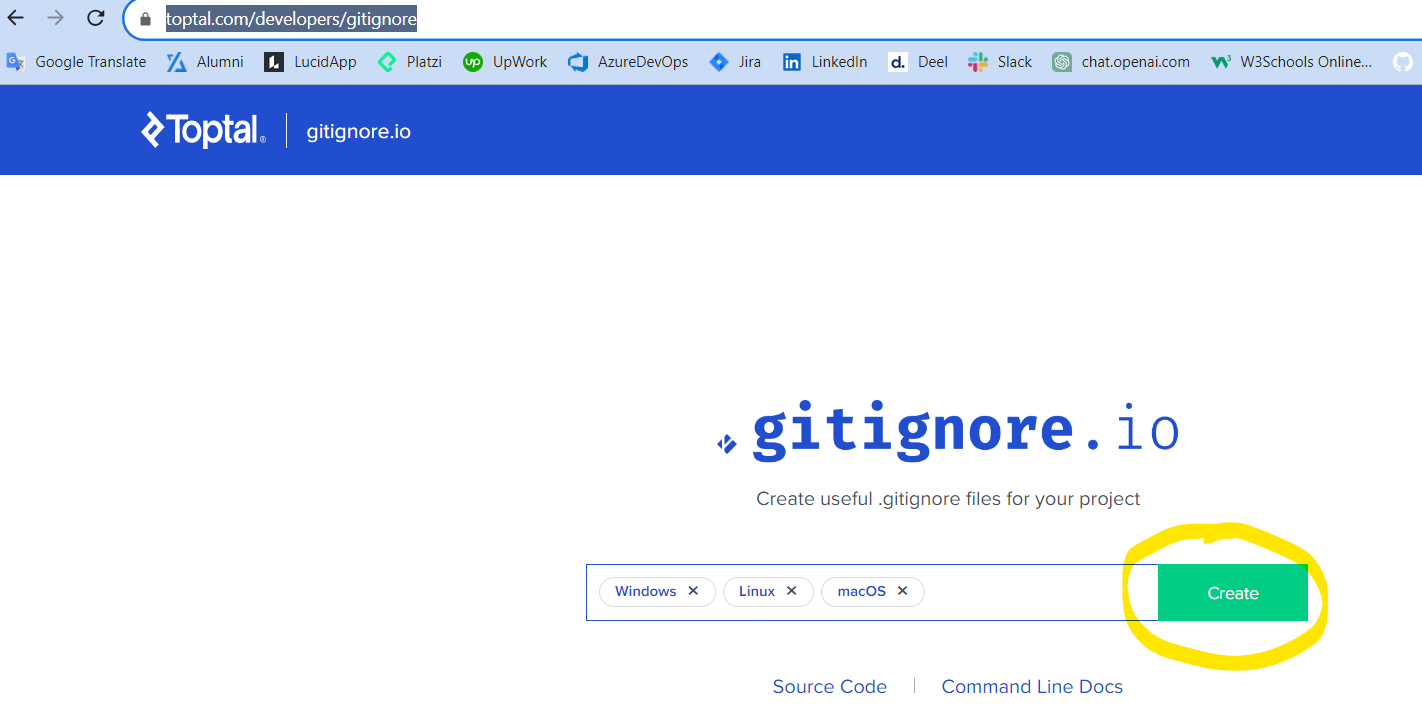 toptal.com/developers/gitignore
Google Translate Alumni LucidApp Platzi UpWork AzureDevOps Jira LinkedIn Deel Slack chat.openai.com W3Schools Online...
Toptal® gitignore.io
gitignore.io
Create useful .gitignore files for your project
Windows Linux macOS Create
Source Code Command Line Docs